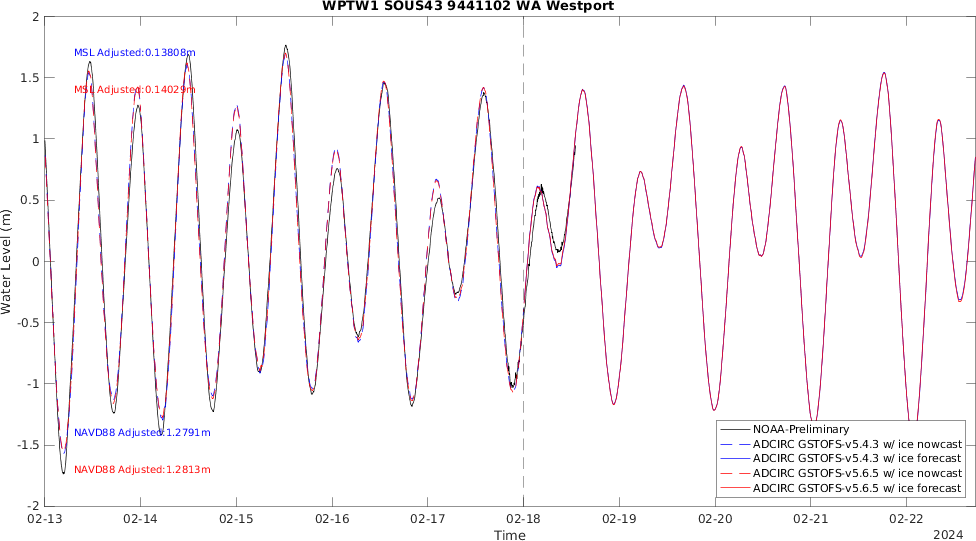 WPTW1 SOUS43 9441102 WA Westport
2
1.5
1
0.5
0
-0.5
-1
-1.5
-2
Water Level (m)
MSL Adjusted:0.13808m
MSL Adjusted:0.14029m
NAVD88 Adjusted:1.2791m
NAVD88 Adjusted:1.2813m
NOAA-Preliminary
ADCIRC GSTOFS-v5.4.3 w/ ice nowcast
ADCIRC GSTOFS-v5.4.3 w/ ice forecast
ADCIRC GSTOFS-v5.6.5 w/ ice nowcast
ADCIRC GSTOFS-v5.6.5 w/ ice forecast
02-13 02-14 02-15 02-16 02-17 02-18 02-19 02-20 02-21 02-22
Time
2024